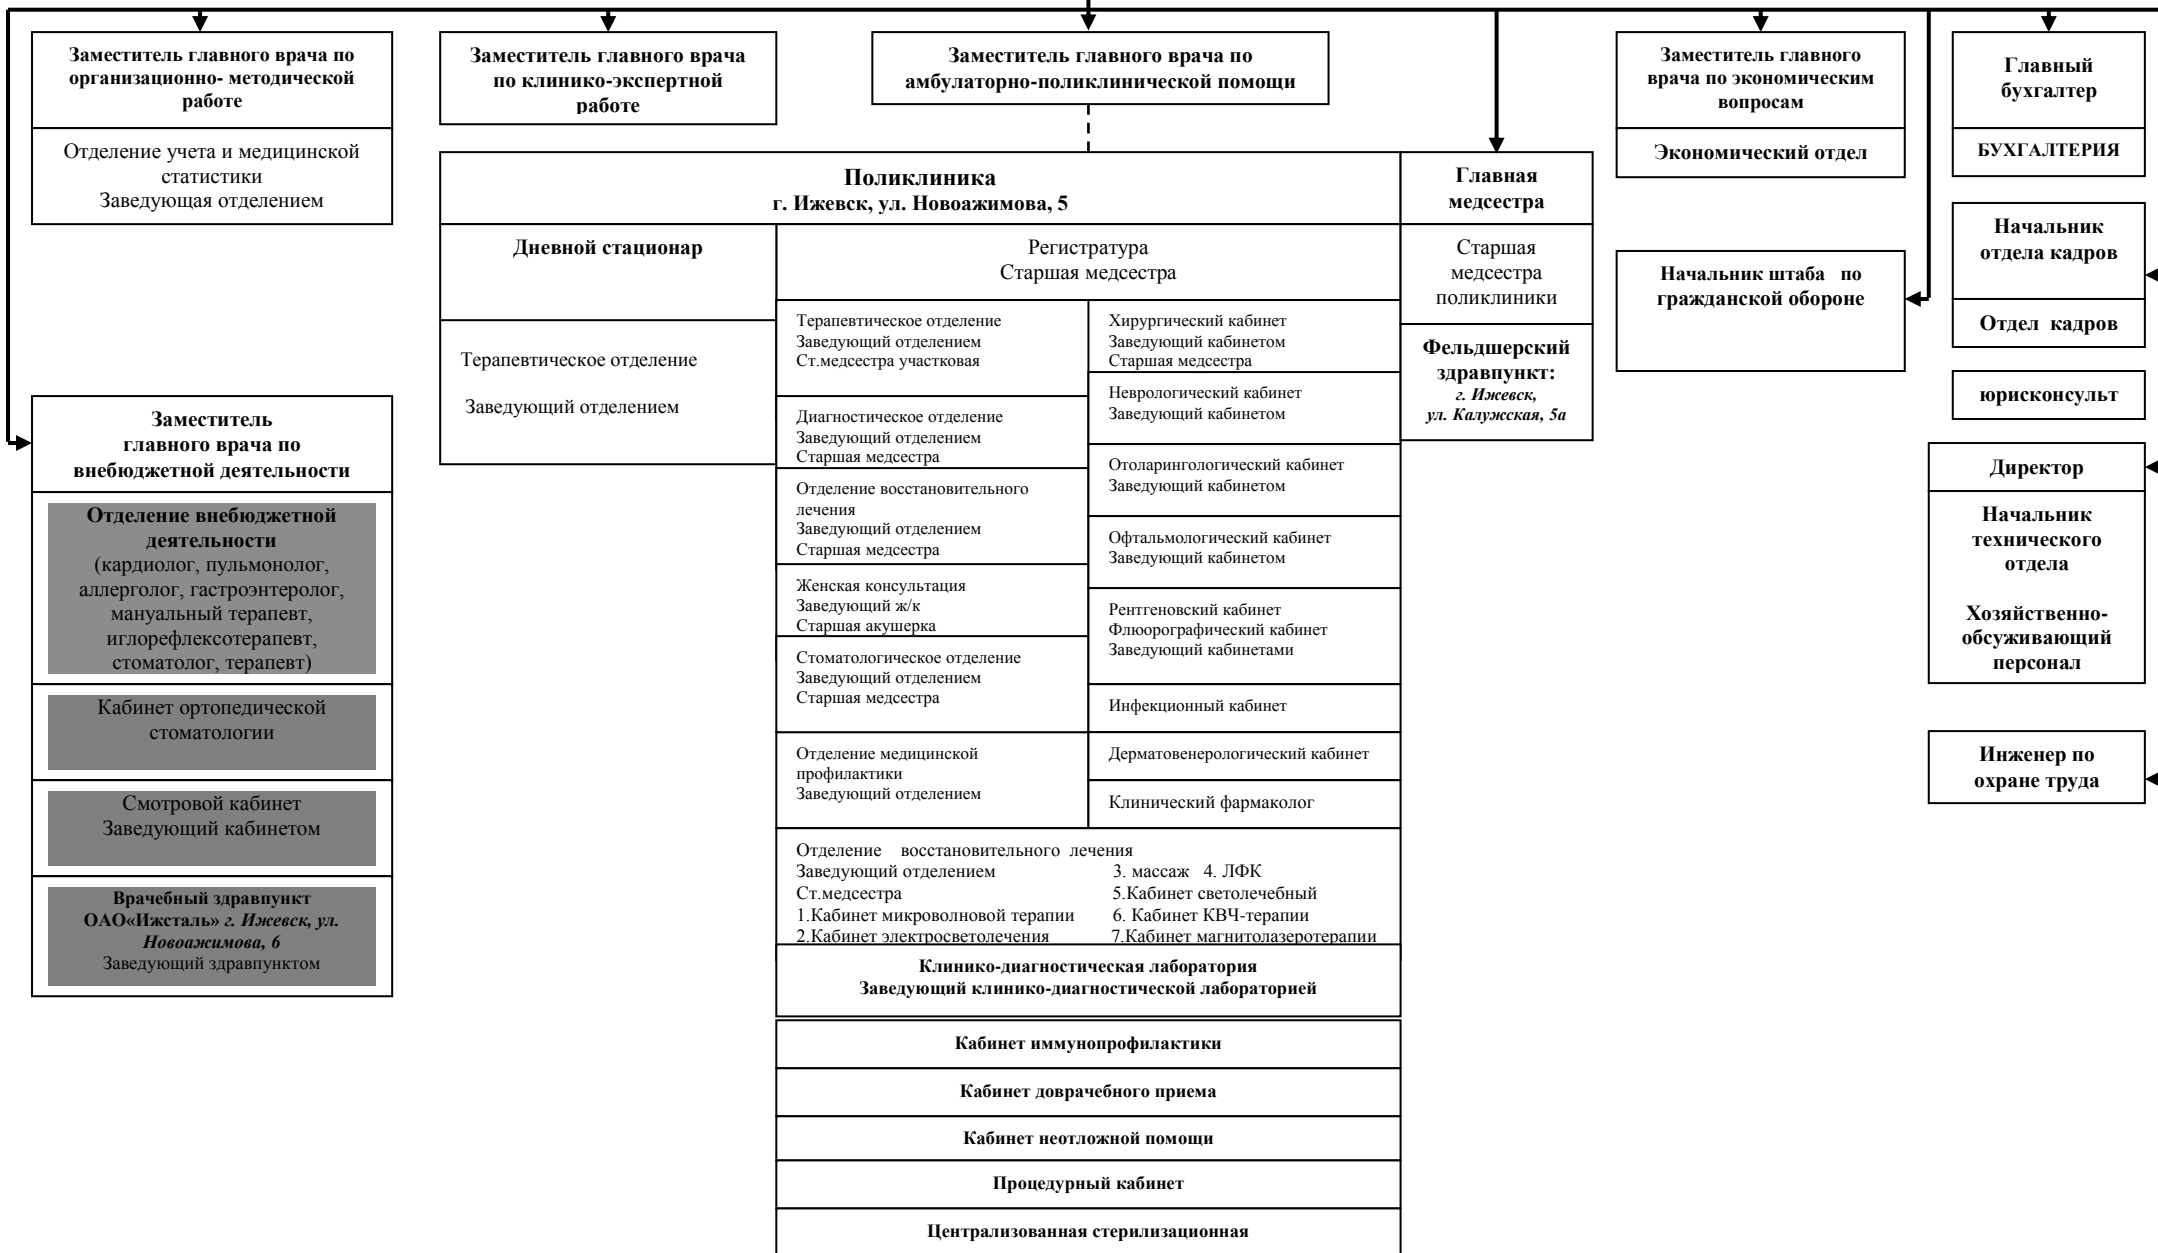 Заместитель главного врача по
организационно- методической
работе
Отделение учета и медицинской
статистики
Заведующая отделением
Заместитель главного врача
по клинико-экспертной
работе
Заместитель главного врача по
амбулаторно-поликлинической помощи
Заместитель главного
врача по экономическим
вопросам
Экономический отдел
Главный
бухгалтер
БУХГАЛТЕРИЯ
Поликлиника
г. Ижевск, ул. Новоажимова, 5
Главная
медсестра
Дневной стационар
Регистратура
Старшая медсестра
Старшая
медсестра
поликлиники
Начальник штаба по
гражданской обороне
Начальник
отдела кадров
Отдел кадров
юрисконсульт
Терапевтическое отделение
Заведующий отделением
Терапевтическое отделение
Заведующий отделением
Ст.медсестра участковая
Диагностическое отделение
Заведующий отделением
Старшая медсестра
Отделение восстановительного
лечения
Заведующий отделением
Старшая медсестра
Женская консультация
Заведующий ж/к
Старшая акушерка
Стоматологическое отделение
Заведующий отделением
Старшая медсестра
Отделение медицинской
профилактики
Заведующий отделением
Хирургический кабинет
Заведующий кабинетом
Старшая медсестра
Неврологический кабинет
Заведующий кабинетом
Отоларингологический кабинет
Заведующий кабинетом
Офтальмологический кабинет
Заведующий кабинетом
Рентгеновский кабинет
Флюорографический кабинет
Заведующий кабинетами
Инфекционный кабинет
Дерматовенерологический кабинет
Клинический фармаколог
Фельдшерский
здравпункт:
г. Ижевск,
ул. Калужская, 5а
Заместитель
главного врача по
внебюджетной деятельности
Отделение внебюджетной
деятельности
(кардиолог, пульмонолог,
аллерголог, гастроэнтеролог,
мануальный терапевт,
иглорефлексотерапевт,
стоматолог, терапевт)
Кабинет ортопедической
стоматологии
Смотровой кабинет
Заведующий кабинетом
Врачебный здравпункт
ОАО«Ижсталь» г. Ижевск, ул.
Новоажимова, 6
Заведующий здравпунктом
Директор
Начальник
технического
отдела
Хозяйственно-
обсуживающий
персонал
Инженер по
охране труда
Отделение восстановительного лечения
Заведующий отделением 3. массаж 4. ЛФК
Ст.медсестра 5.Кабинет светолечебный
1.Кабинет микроволновой терапии 6. Кабинет КВЧ-терапии
2.Кабинет электросветолечения 7.Кабинет магнитолазеротерапии
Клинико-диагностическая лаборатория
Заведующий клинико-диагностической лабораторией
Кабинет иммунопрофилактики
Кабинет доврачебного приема
Кабинет неотложной помощи
Процедурный кабинет
Централизованная стерилизационная